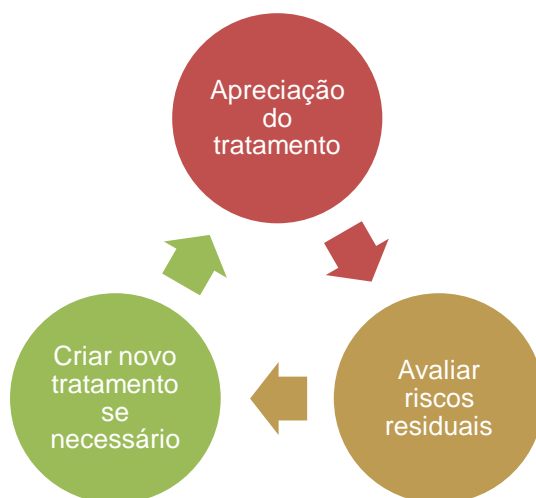 Apreciação
do
tratamento
Avaliar
riscos
residuais
Criar novo
tratamento
se
necessário